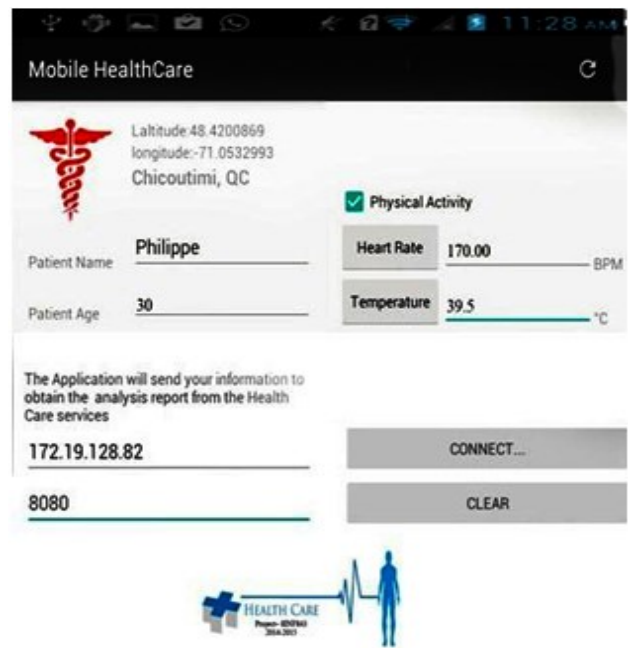 11:28 AM
Mobile HealthCare
Laltitude:48.4200869
longitude:-71.0532993
Chicoutimi, QC
Physical Activity
Patient Name Philippe
Heart Rate 170.00 BPM
Patient Age 30
Temperature 39.5 °C
The Application will send your information to
obtain the analysis report from the Health
Care services
172.19.128.82
CONNECT...
8080
CLEAR
HEALTH CARE
2014-2015